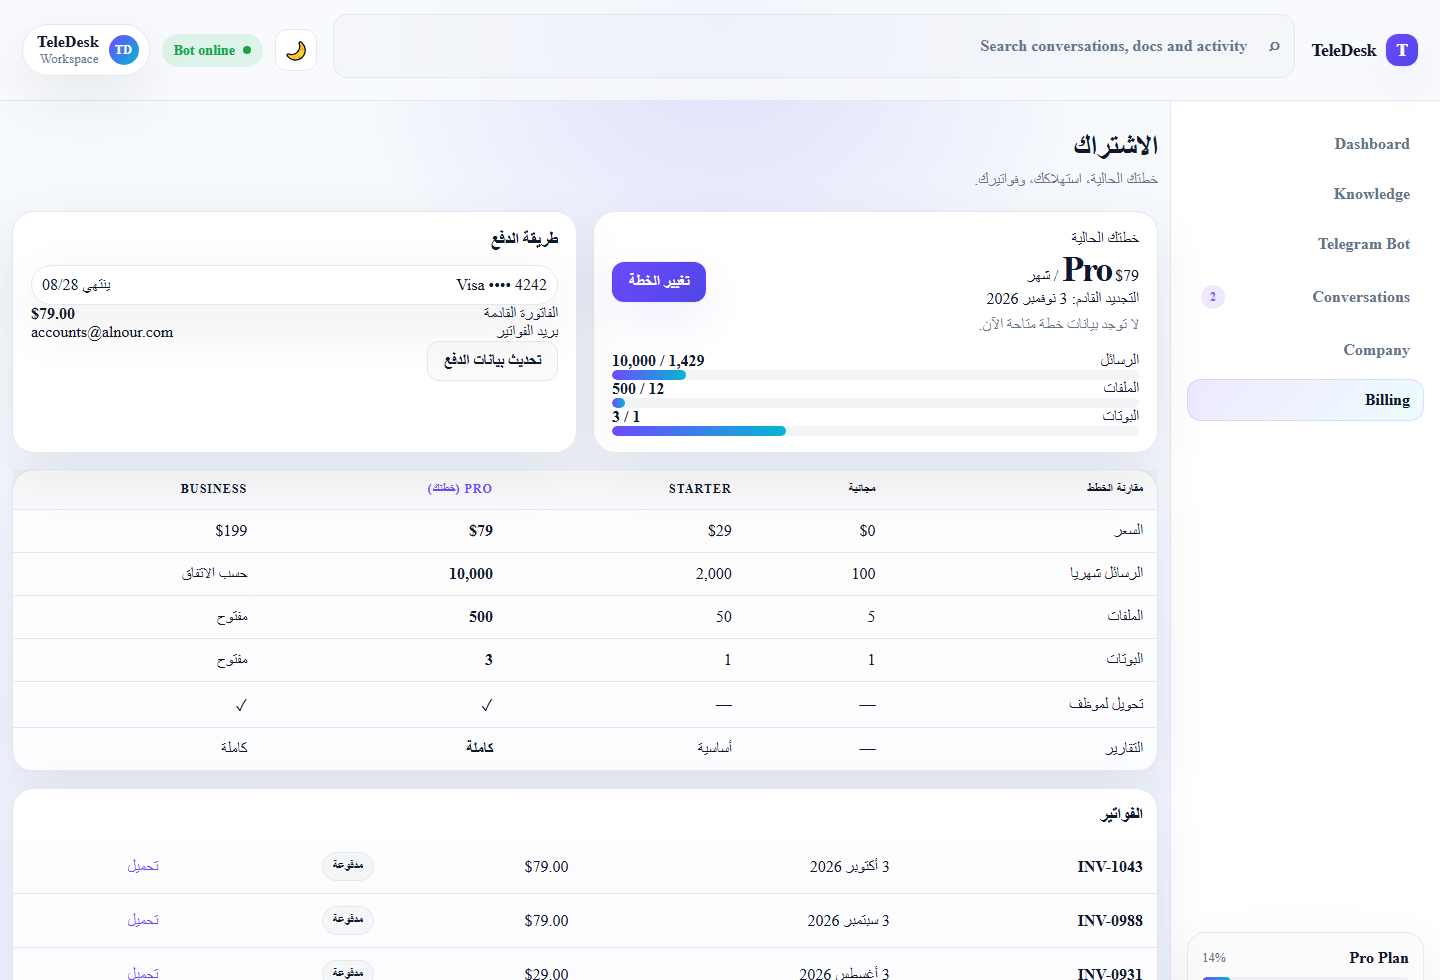 T TeleDesk
Search conversations, docs and activity
Bot online
TD TeleDesk
Workspace
Dashboard
Knowledge
Telegram Bot
Conversations 2
Company
Billing
Pro Plan 14%
الاشتراك
خطتك الحالية، استهلاكك، وفواتيرك.
خطتك الحالية
$79 Pro / شهر
التجديد القادم: 3 نوفمبر 2026
لا توجد بيانات خطة متاحة الآن.
تغيير الخطة
الرسائل 1,429 / 10,000
الملفات 12 / 500
البوتات 1 / 3
طريقة الدفع
Visa •••• 4242 ينتهي 08/28
الفاتورة القادمة $79.00
بريد الفواتير accounts@alnour.com
تحديث بيانات الدفع
مقارنة الخطط مجانية STARTER PRO (خطتك) BUSINESS
السعر $0 $29 $79 $199
الرسائل شهريا 100 2,000 10,000 حسب الاتفاق
الملفات 5 50 500 مفتوح
البوتات 1 1 3 مفتوح
تحويل لموظف — — ✓ ✓
التقارير — أساسية كاملة كاملة
الفواتير
INV-1043 3 أكتوبر 2026 $79.00 مدفوعة تحميل
INV-0988 3 سبتمبر 2026 $79.00 مدفوعة تحميل
INV-0931 3 أغسطس 2026 $29.00 مدفوعة تحميل